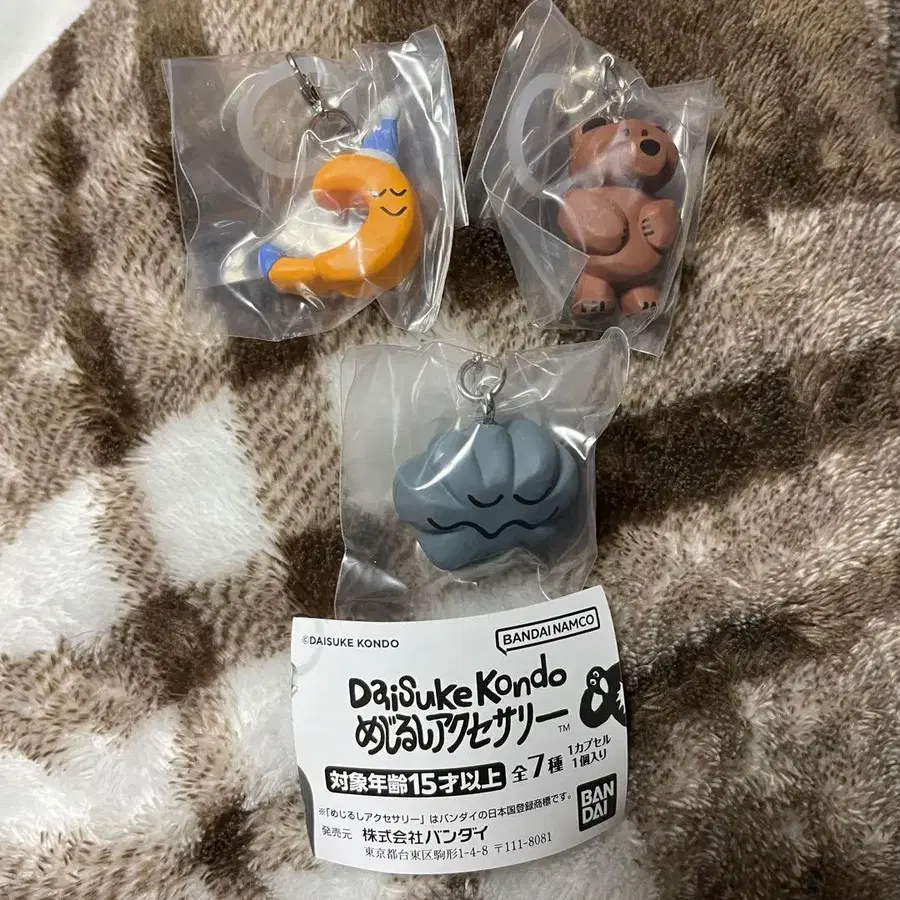 ©DAISUKE KONDO
BANDAI NAMCO
Daisuke Kondo
めじるしアクセサリー™
対象年齢15才以上 全7種 1カプセル
1個入り
※「めじるしアクセサリー」はバンダイの日本国登録商標です。
発売元 株式会社バンダイ
東京都台東区駒形1-4-8 〒111-8081
BAN
DAI